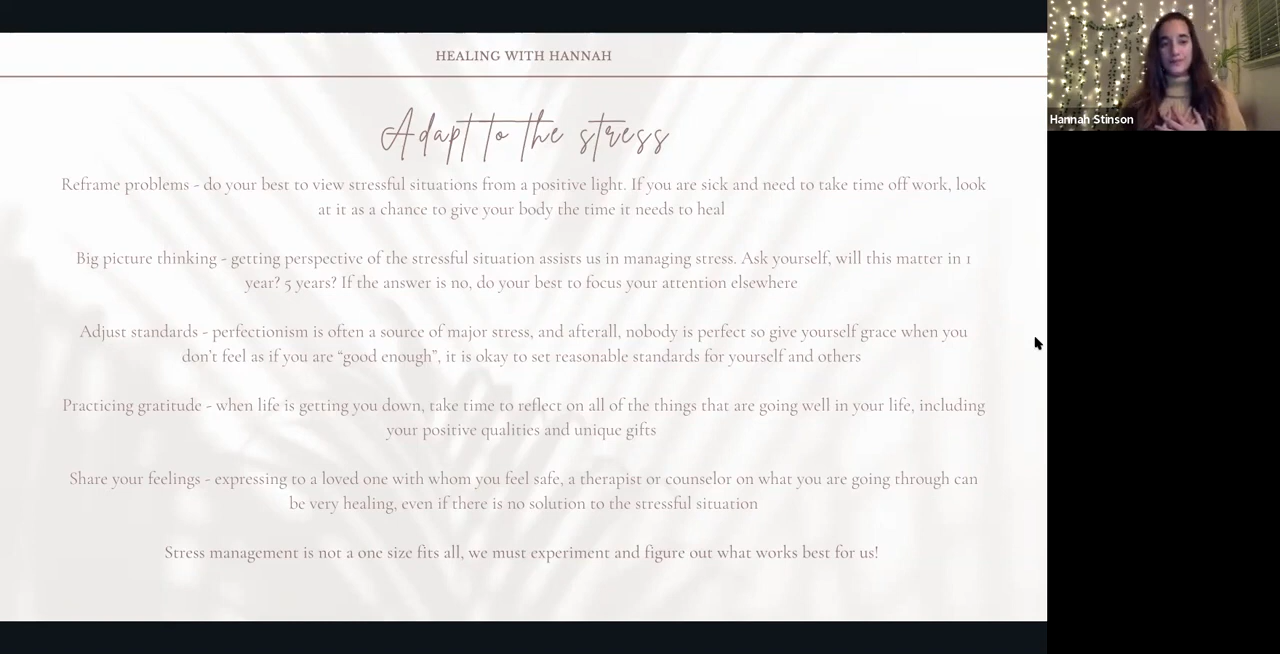 HEALING WITH HANNAH
Adapt to the stress
Reframe problems - do your best to view stressful situations from a positive light. If you are sick and need to take time off work, look
at it as a chance to give your body the time it needs to heal
Big picture thinking - getting perspective of the stressful situation assists us in managing stress. Ask yourself, will this matter in 1
year? 5 years? If the answer is no, do your best to focus your attention elsewhere
Adjust standards - perfectionism is often a source of major stress, and afterall, nobody is perfect so give yourself grace when you
don't feel as if you are “good enough”, it is okay to set reasonable standards for yourself and others
Practicing gratitude - when life is getting you down, take time to reflect on all of the things that are going well in your life, including
your positive qualities and unique gifts
Share your feelings - expressing to a loved one with whom you feel safe, a therapist or counselor on what you are going through can
be very healing, even if there is no solution to the stressful situation
Stress management is not a one size fits all, we must experiment and figure out what works best for us!
Hannah Stinson